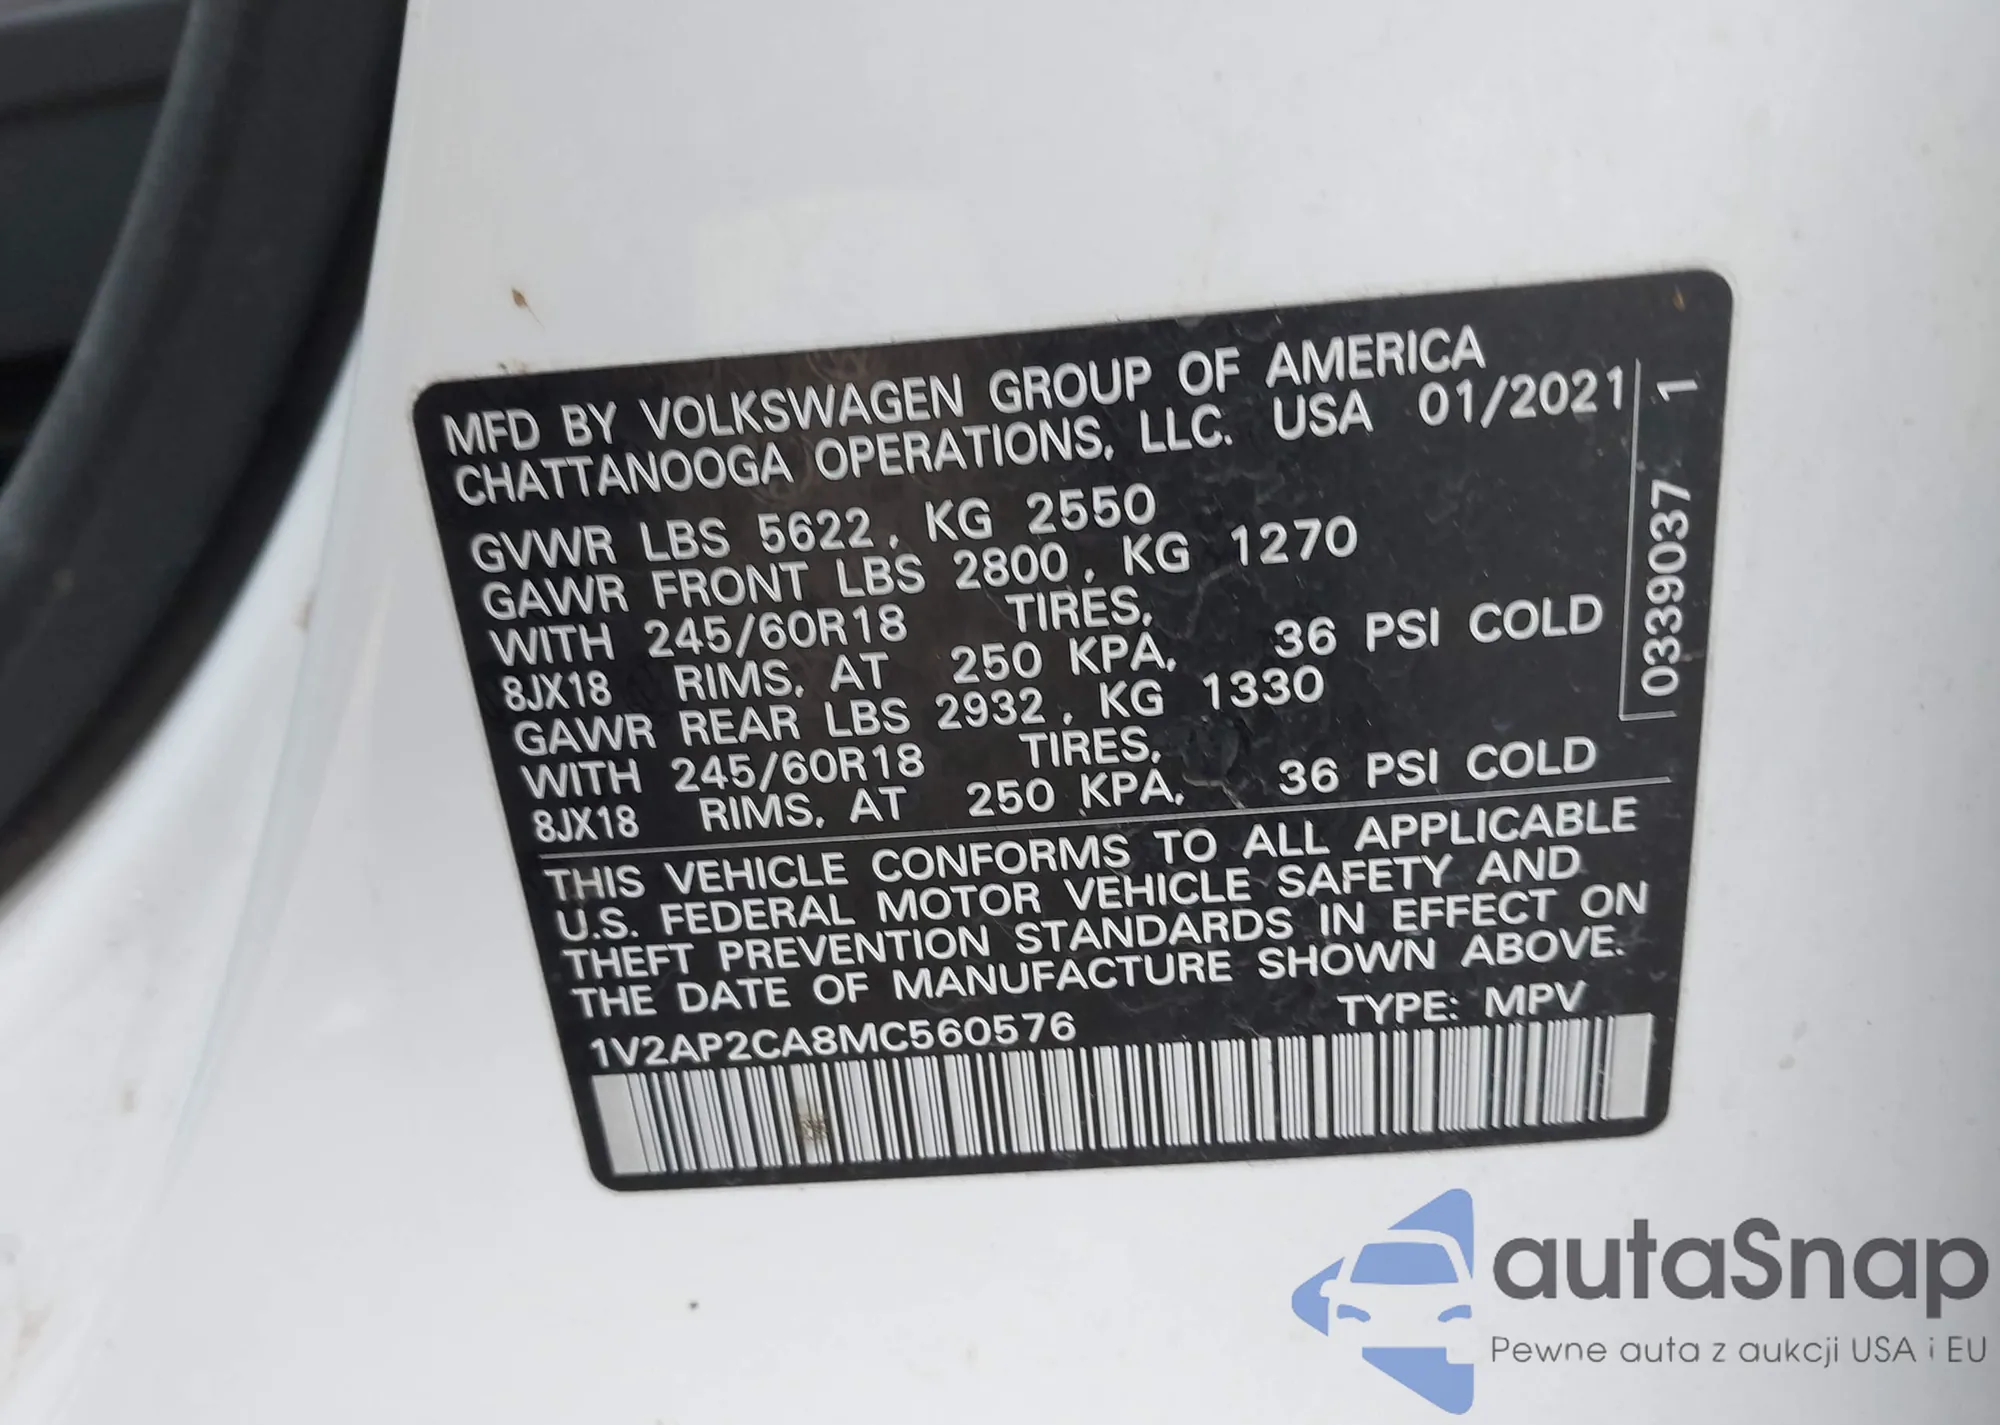 MFD BY VOLKSWAGEN GROUP OF AMERICA
CHATTANOOGA OPERATIONS, LLC. USA 01/2021
GVWR LBS 5622, KG 2550
GAWR FRONT LBS 2800, KG 1270
WITH 245/60R18 TIRES,
8JX18 RIMS, AT 250 KPA, 36 PSI COLD
GAWR REAR LBS 2932, KG 1330
WITH 245/60R18 TIRES,
8JX18 RIMS, AT 250 KPA, 36 PSI COLD
0339037 1
THIS VEHICLE CONFORMS TO ALL APPLICABLE
U.S. FEDERAL MOTOR VEHICLE SAFETY AND
THEFT PREVENTION STANDARDS IN EFFECT ON
THE DATE OF MANUFACTURE SHOWN ABOVE.
1V2AP2CA8MC560576 TYPE: MPV
autaSnap
Pewne auta z aukcji USA i EU